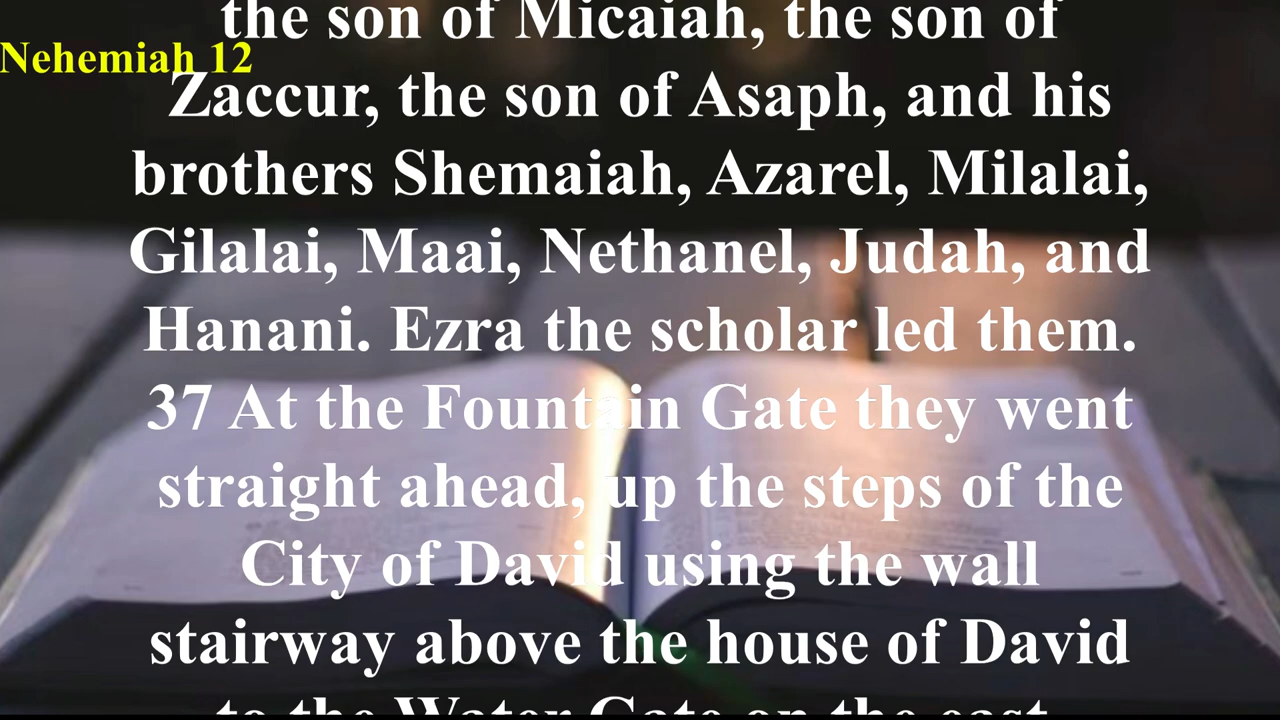 the son of Micaiah, the son of
Nehemiah 12
Zaccur, the son of Asaph, and his
brothers Shemaiah, Azarel, Milalai,
Gilalai, Maai, Nethanel, Judah, and
Hanani. Ezra the scholar led them.
37 At the Fountain Gate they went
straight ahead, up the steps of the
City of David using the wall
stairway above the house of David
to the Water Gate on the east.